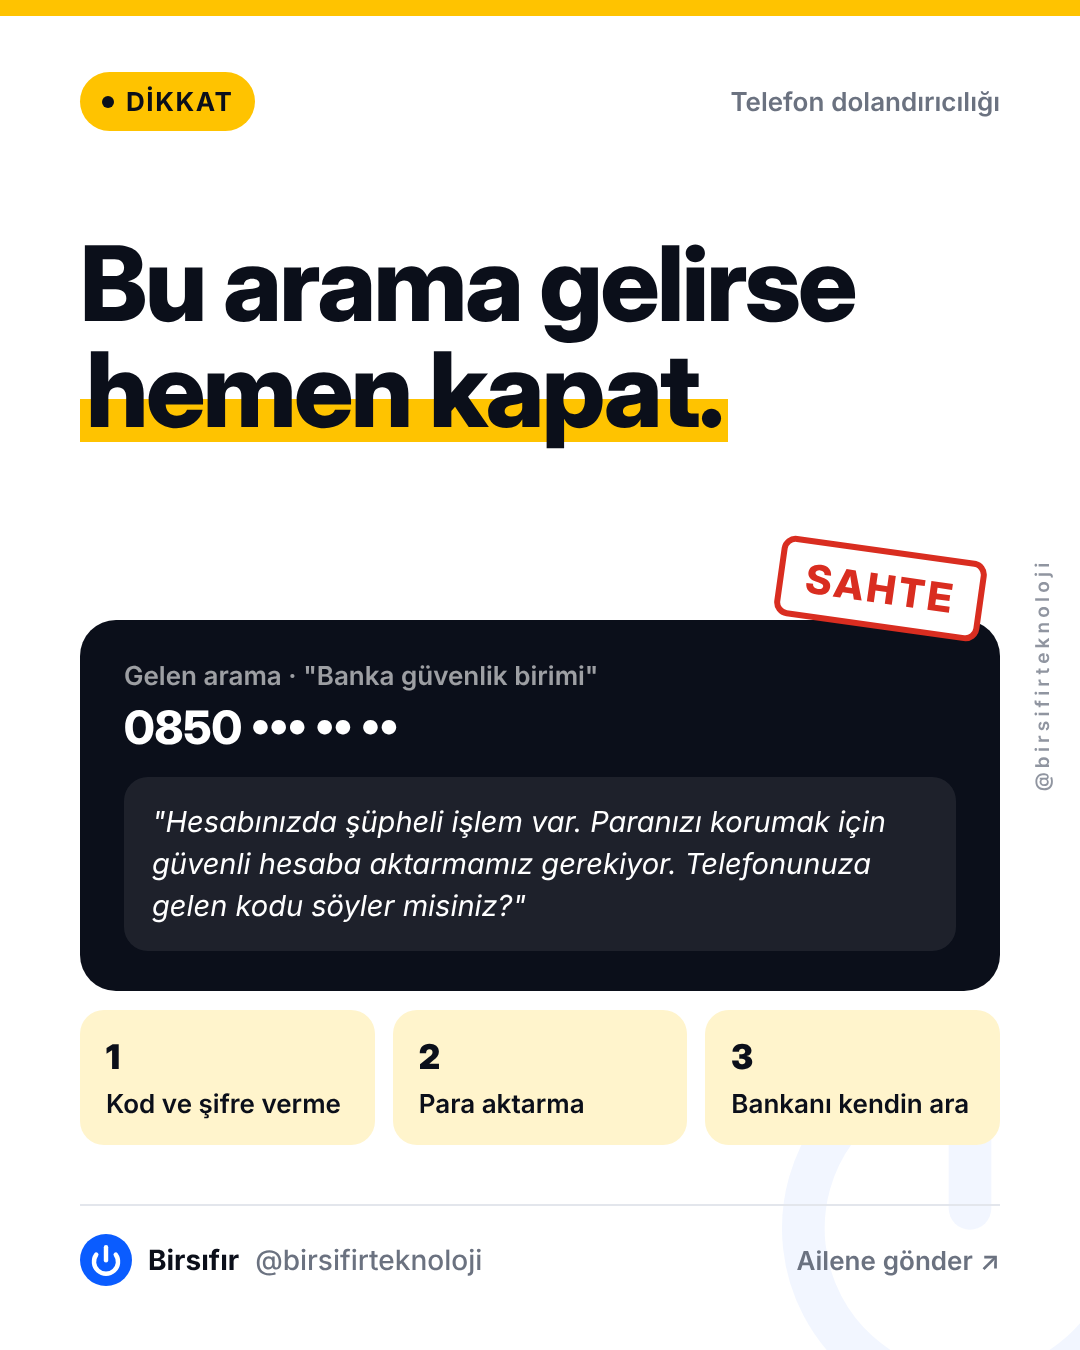 DİKKAT
Telefon dolandırıcılığı
Bu arama gelirse
hemen kapat.
SAHTE
Gelen arama · "Banka güvenlik birimi"
0850 ••• •• ••
"Hesabınızda şüpheli işlem var. Paranızı korumak için
güvenli hesaba aktarmamız gerekiyor. Telefonunuza
gelen kodu söyler misiniz?"
@birsifirteknoloji
1
Kod ve şifre verme
2
Para aktarma
3
Bankanı kendin ara
Birsıfır @birsifirteknoloji
Ailene gönder ↗